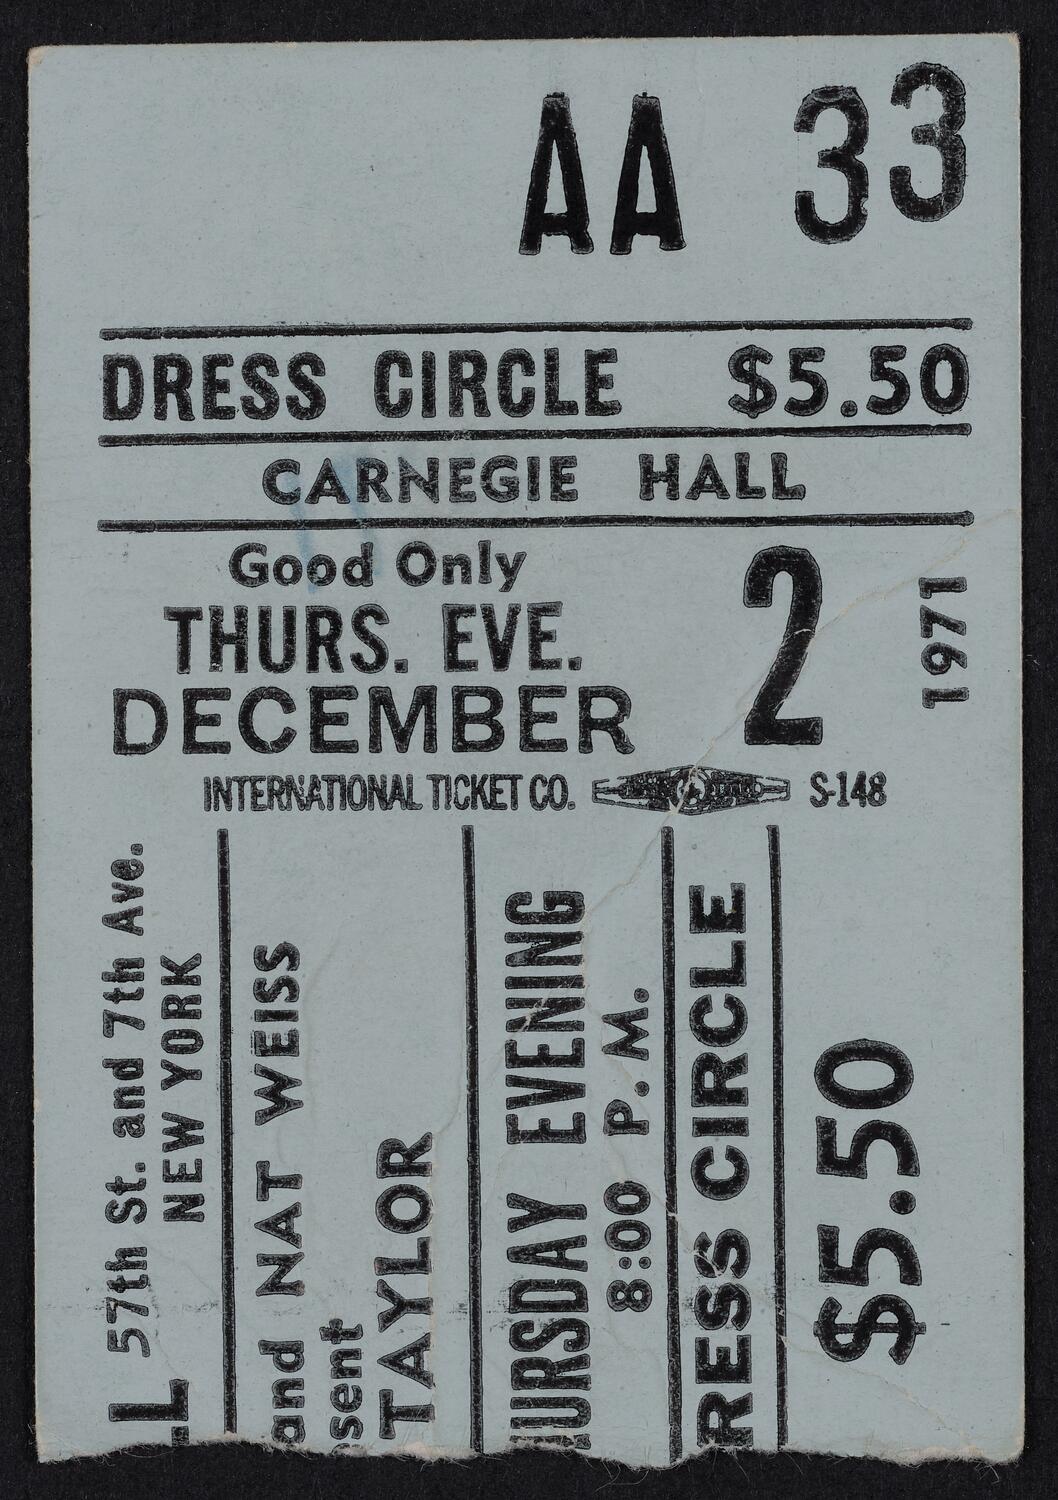 AA 33
DRESS CIRCLE $5.50
CARNEGIE HALL
Good Only
THURS. EVE.
DECEMBER 2
1971
INTERNATIONAL TICKET CO. S-148
LL 57th St. and 7th Ave.
NEW YORK
and NAT WEISS
sent
TAYLOR
URSDAY EVENING
8:00 P.M.
RESS CIRCLE
$5.50